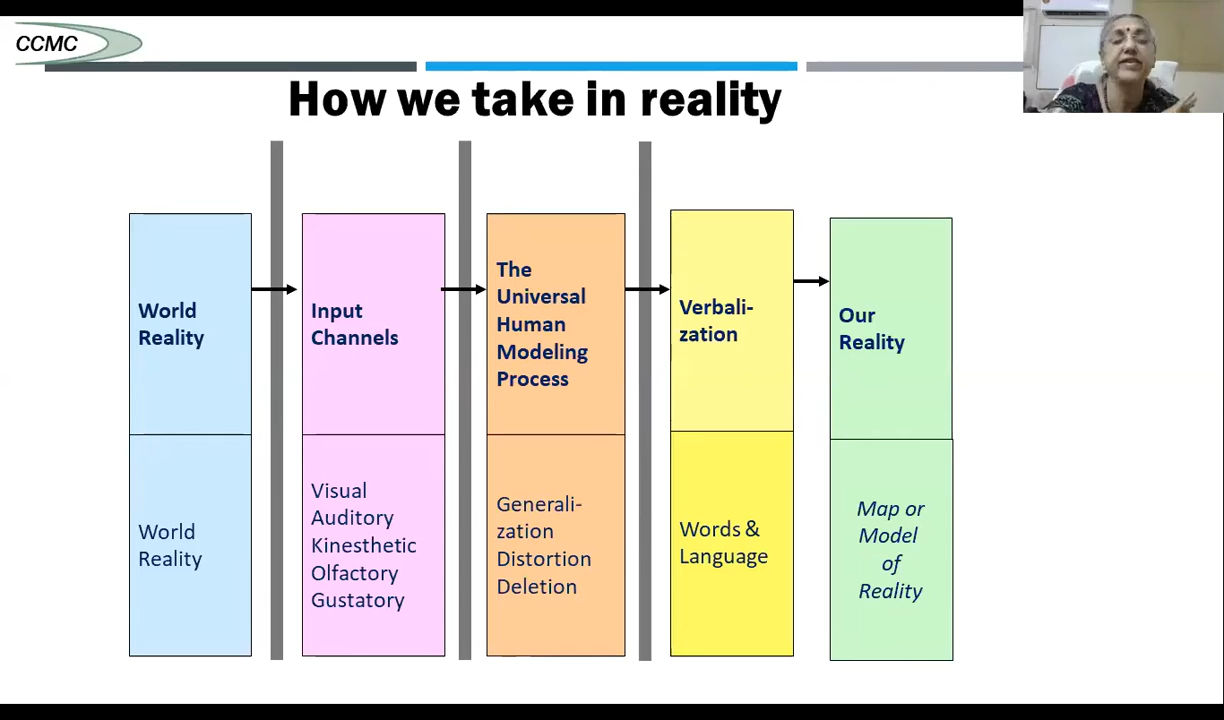 CCMC
How we take in reality
World
Reality
Input
Channels
The
Universal
Human
Modeling
Process
Verbali-
zation
Our
Reality
World
Reality
Visual
Auditory
Kinesthetic
Olfactory
Gustatory
Generali-
zation
Distortion
Deletion
Words &
Language
Map or
Model
of
Reality